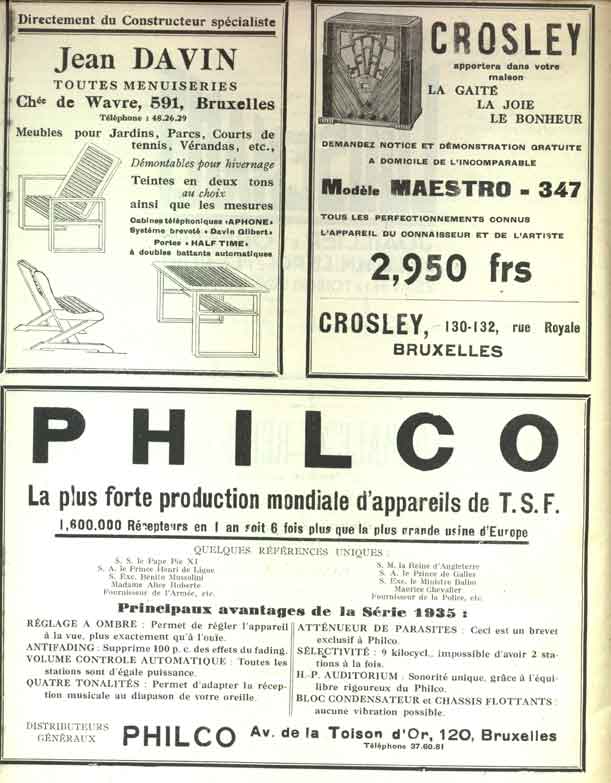 Directement du Constructeur spécialiste
Jean DAVIN
TOUTES MENUISERIES
Chée de Wavre, 591, Bruxelles
Téléphone : 48.26.29
Meubles pour Jardins, Parcs, Courts de
tennis, Vérandas, etc.,
Démontables pour hivernage
Teintes en deux tons
au choix
ainsi que les mesures
Cabines téléphoniques «APHONE»
Système breveté « Davin Gilbert»
Portes «HALF TIME»
à doubles battants automatiques
CROSLEY
apportera dans votre
maison
LA GAITÉ
LA JOIE
LE BONHEUR
DEMANDEZ NOTICE ET DÉMONSTRATION GRATUITE
A DOMICILE DE L'INCOMPARABLE
Modèle MAESTRO - 347
TOUS LES PERFECTIONNEMENTS CONNUS
L'APPAREIL DU CONNAISSEUR ET DE L'ARTISTE
2,950 frs
CROSLEY, 130-132, rue Royale
BRUXELLES
PHILCO
La plus forte production mondiale d'appareils de T.S.F.
1,600.000 Récepteurs en 1 an soit 6 fois plus que la plus grande usine d'Europe
QUELQUES RÉFÉRENCES UNIQUES :
S. S. le Pape Pie XI
S. A. le Prince Henri de Ligne
S. Exc. Bénito Mussolini
Madame Alice Roberte
Fournisseur de l'Armée, etc.
S. M. la Reine d'Angleterre
S. A. le Prince de Galles
S. Exc. le Ministre Balbo
Maurice Chevalier
Fournisseur de la Police, etc.
Principaux avantages de la Série 1935 :
RÉGLAGE A OMBRE : Permet de régler l'appareil
à la vue, plus exactement qu'à l'ouïe.
ANTIFADING : Supprime 100 p. c. des effets du fading.
VOLUME CONTROLE AUTOMATIQUE : Toutes les
stations sont d'égale puissance.
QUATRE TONALITÉS : Permet d'adapter la récep-
tion musicale au diapason de votre oreille.
ATTÉNUEUR DE PARASITES : Ceci est un brevet
exclusif à Philco.
SÉLECTIVITÉ : 9 kilocycl., impossible d'avoir 2 sta-
tions à la fois.
H.-P. AUDITORIUM : Sonorité unique, grâce à l'équi-
libre rigoureux du Philco.
BLOC CONDENSATEUR et CHASSIS FLOTTANTS :
aucune vibration possible.
DISTRIBUTEURS
GÉNÉRAUX
PHILCO Av. de la Toison d'Or, 120, Bruxelles
Téléphone 37.60.81